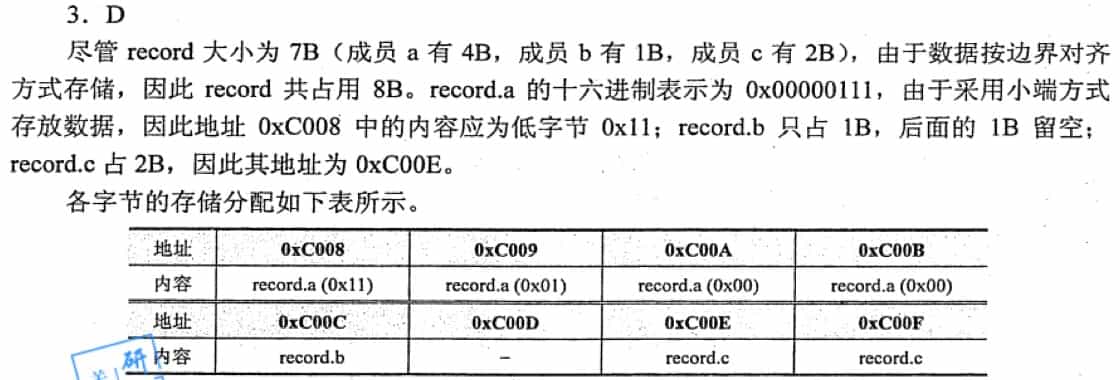 3. D
尽管 record 大小为 7B（成员 a 有 4B，成员 b 有 1B，成员 c 有 2B），由于数据按边界对齐
方式存储，因此 record 共占用 8B。record.a 的十六进制表示为 0x00000111，由于采用小端方式
存放数据，因此地址 0xC008 中的内容应为低字节 0x11；record.b 只占 1B，后面的 1B 留空；
record.c 占 2B，因此其地址为 0xC00E。
各字节的存储分配如下表所示。
地址 0xC008 0xC009 0xC00A 0xC00B
内容 record.a (0x11) record.a (0x01) record.a (0x00) record.a (0x00)
地址 0xC00C 0xC00D 0xC00E 0xC00F
内容 record.b – record.c record.c
研